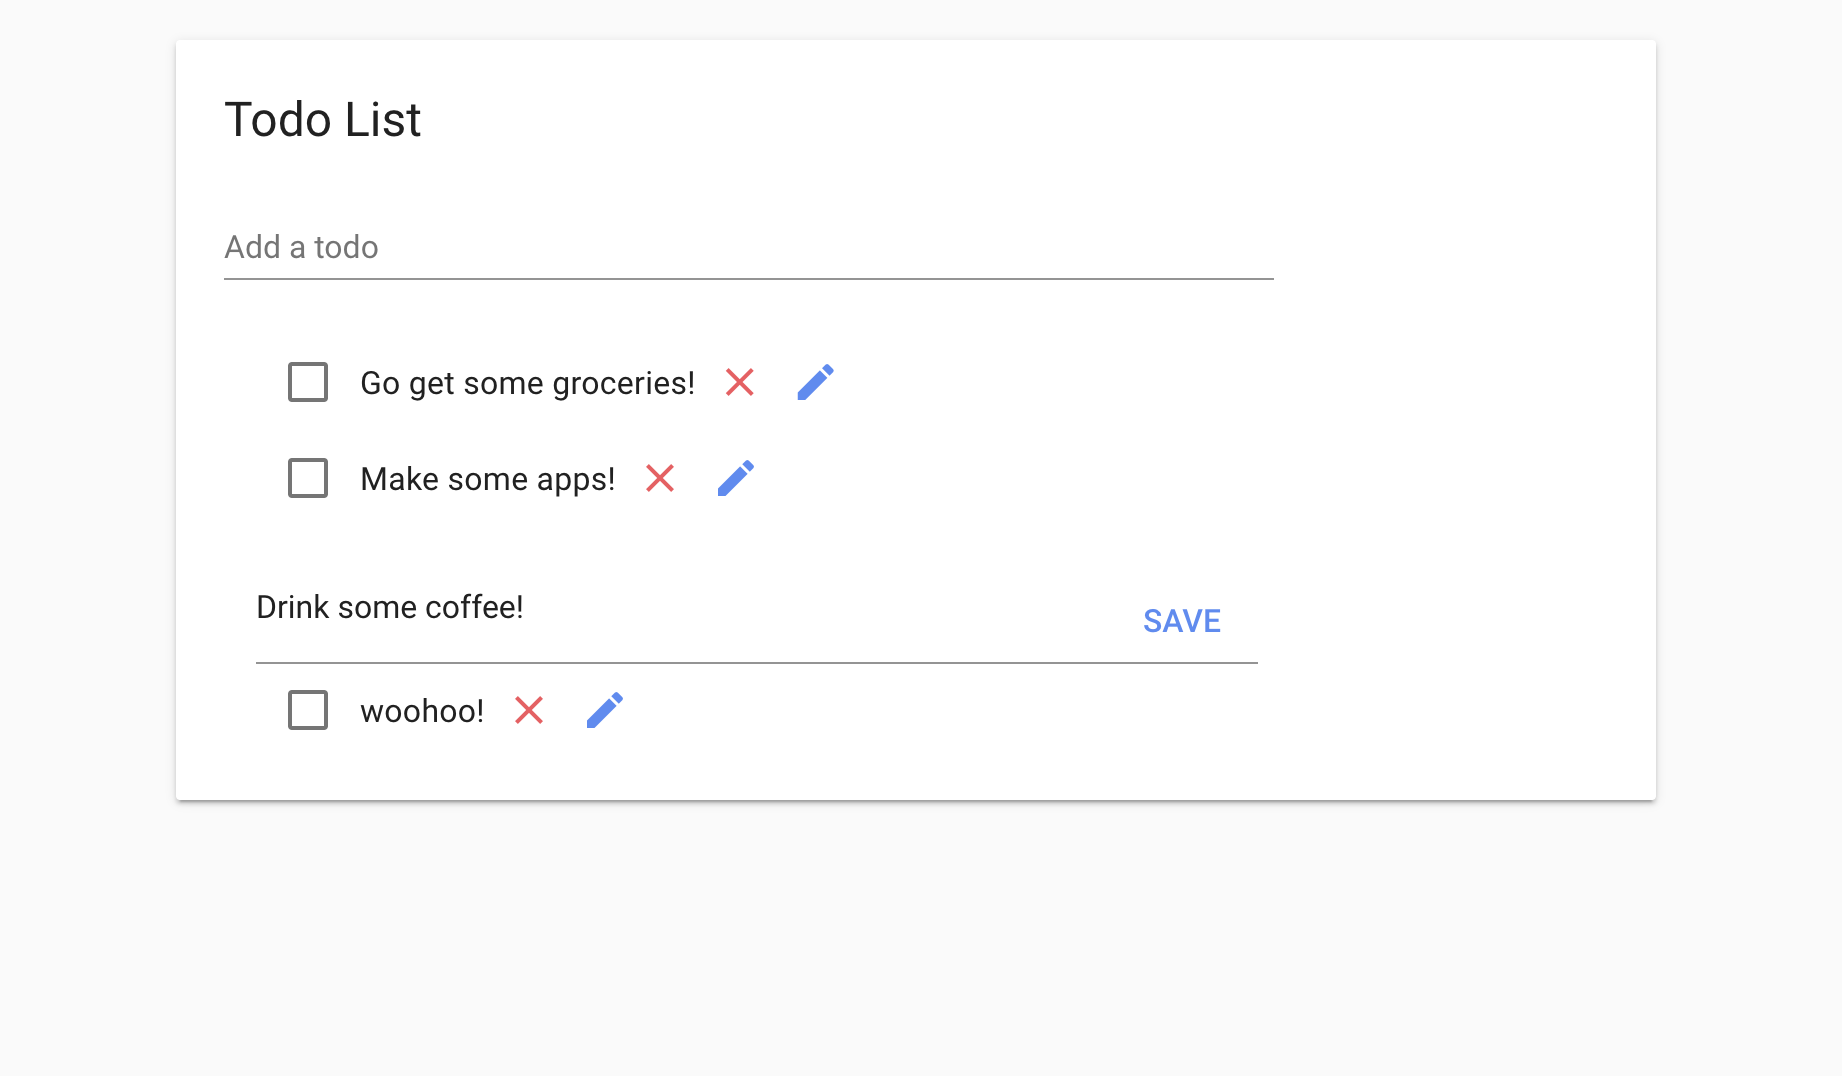 Todo List
Add a todo
Go get some groceries!
Make some apps!
Drink some coffee!
SAVE
woohoo!